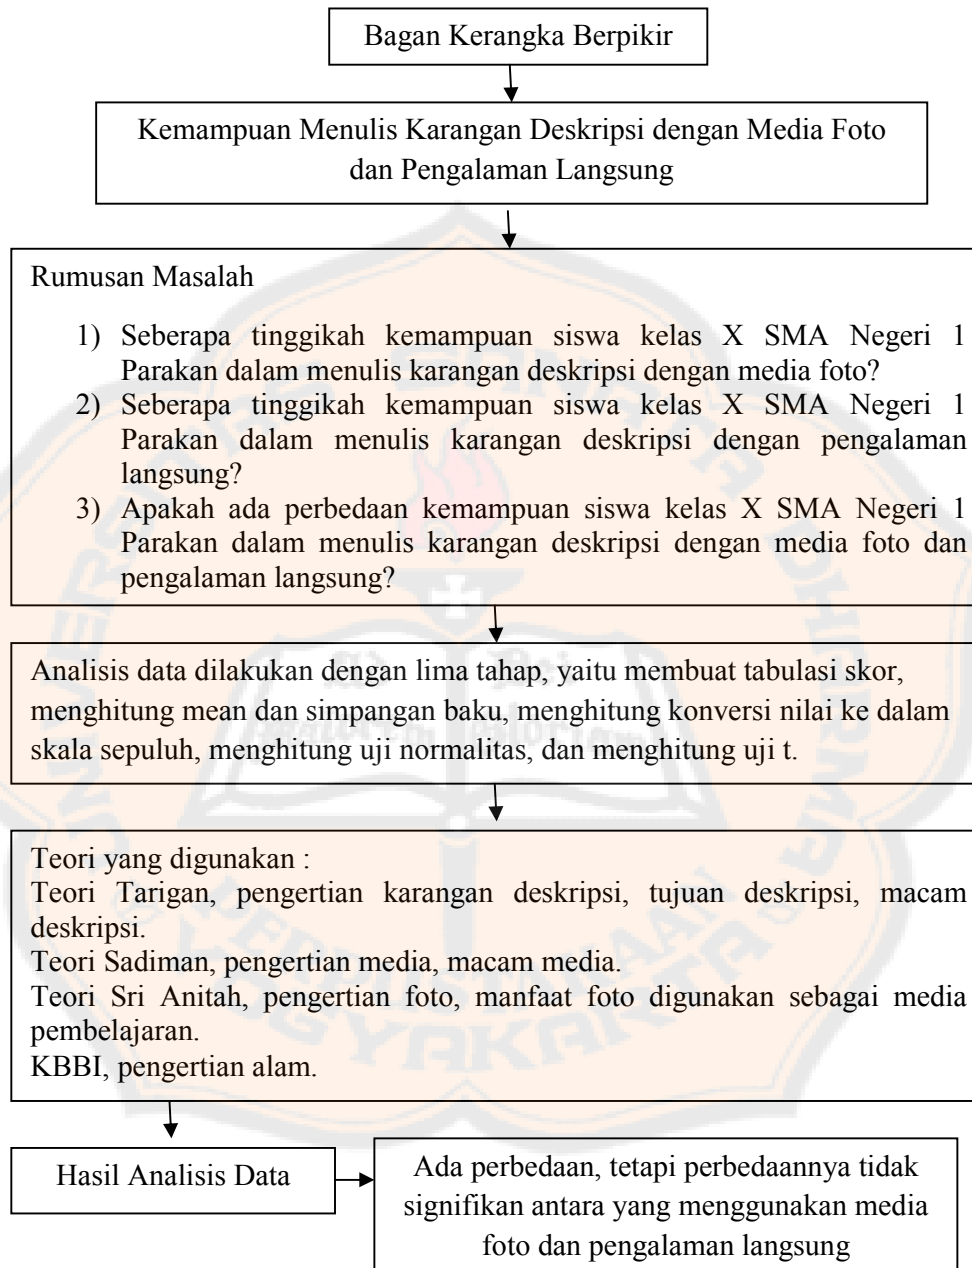 Bagan Kerangka Berpikir
Kemampuan Menulis Karangan Deskripsi dengan Media Foto
dan Pengalaman Langsung
Rumusan Masalah
1) Seberapa tinggikah kemampuan siswa kelas X SMA Negeri 1
Parakan dalam menulis karangan deskripsi dengan media foto?
2) Seberapa tinggikah kemampuan siswa kelas X SMA Negeri 1
Parakan dalam menulis karangan deskripsi dengan pengalaman
langsung?
3) Apakah ada perbedaan kemampuan siswa kelas X SMA Negeri 1
Parakan dalam menulis karangan deskripsi dengan media foto dan
pengalaman langsung?
Analisis data dilakukan dengan lima tahap, yaitu membuat tabulasi skor,
menghitung mean dan simpangan baku, menghitung konversi nilai ke dalam
skala sepuluh, menghitung uji normalitas, dan menghitung uji t.
Teori yang digunakan :
Teori Tarigan, pengertian karangan deskripsi, tujuan deskripsi, macam
deskripsi.
Teori Sadiman, pengertian media, macam media.
Teori Sri Anitah, pengertian foto, manfaat foto digunakan sebagai media
pembelajaran.
KBBI, pengertian alam.
Hasil Analisis Data
Ada perbedaan, tetapi perbedaannya tidak
signifikan antara yang menggunakan media
foto dan pengalaman langsung
UNIVERSITAS SANATA DHARMA
PERPUSTAKAAN
YOGYAKARTA